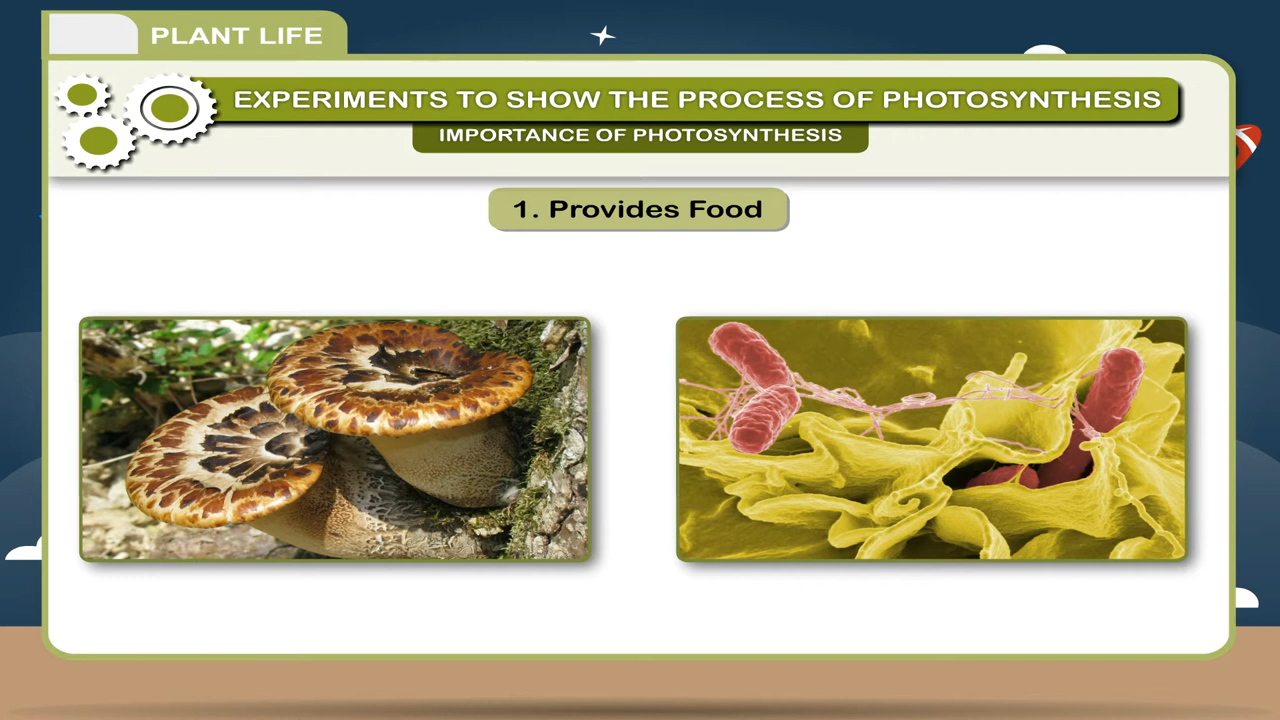 PLANT LIFE
EXPERIMENTS TO SHOW THE PROCESS OF PHOTOSYNTHESIS
IMPORTANCE OF PHOTOSYNTHESIS
1. Provides Food